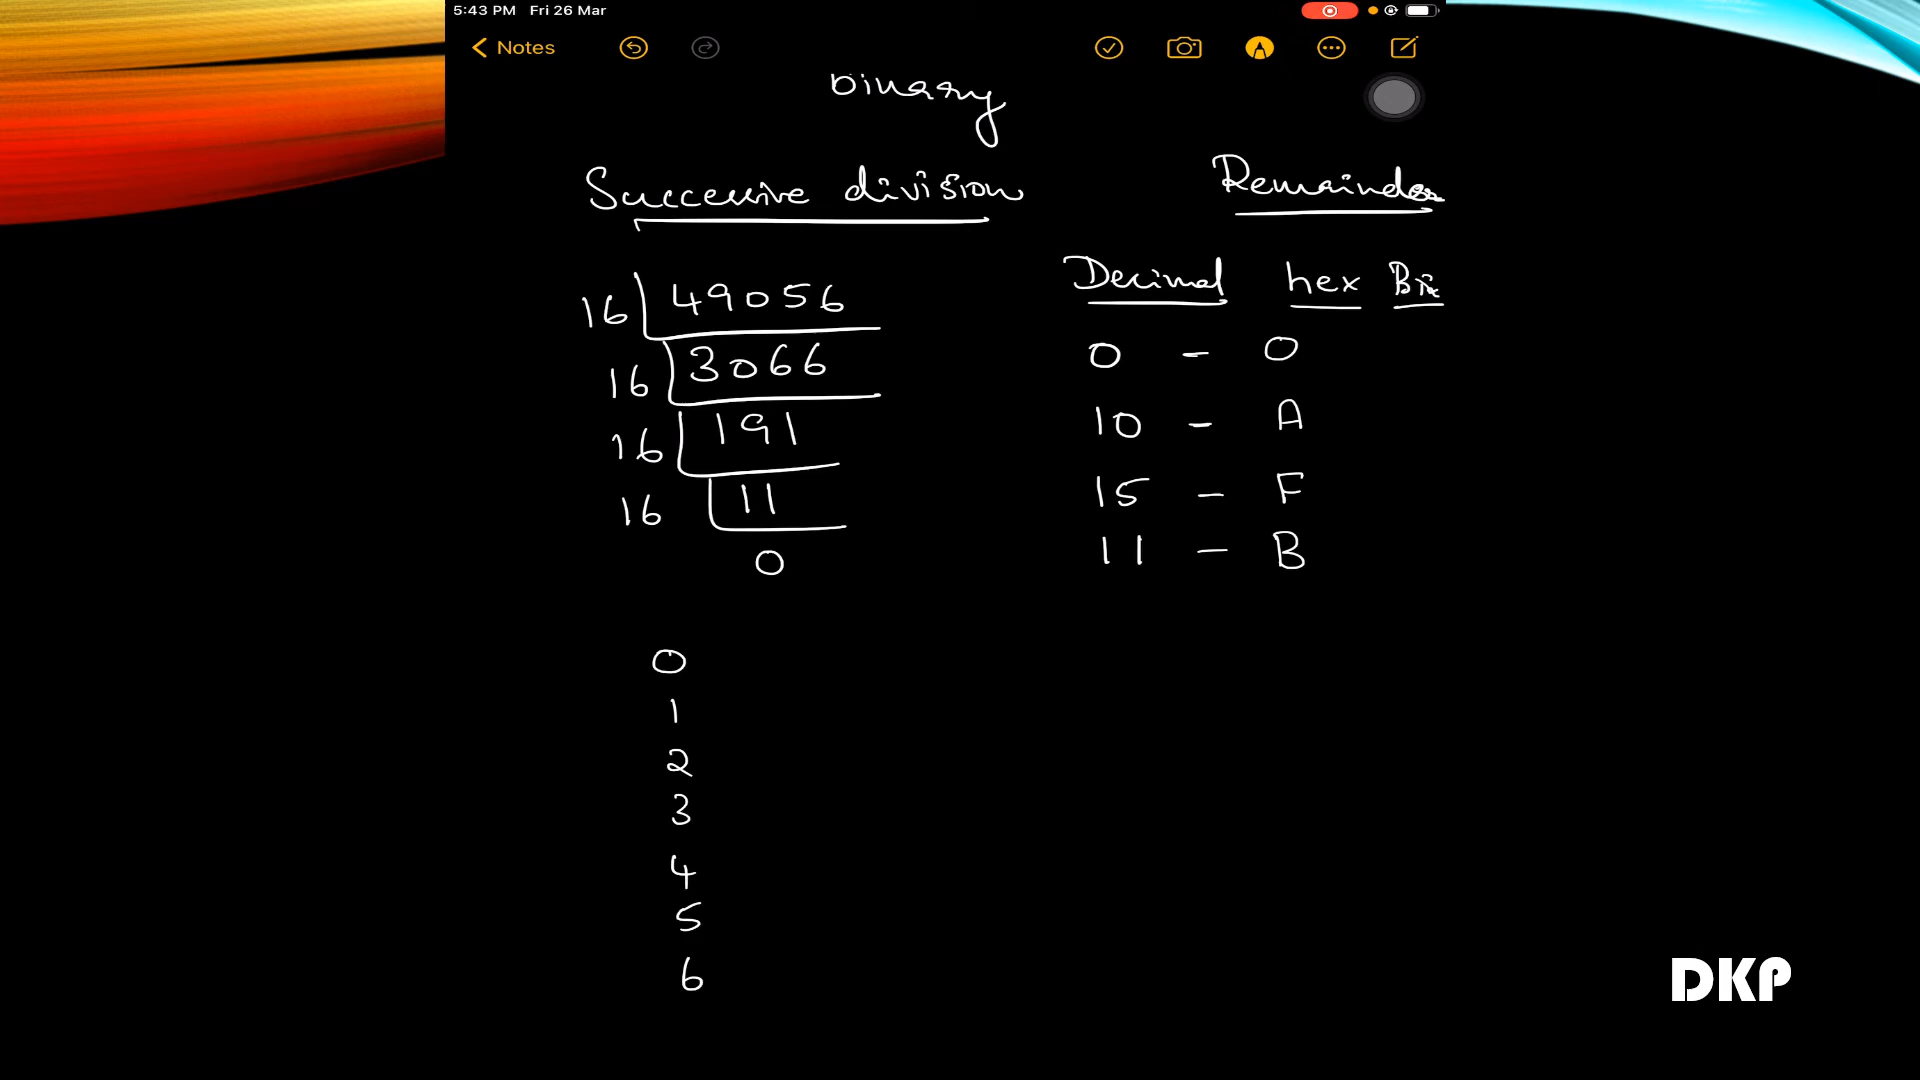 5:43 PM Fri 26 Mar
Notes
binary
Successive division Remainder
Decimal hex
16 49056
0 - 0
16 3066
10 - A
16 191
15 - F
16 11
11 - B
0
0
1
2
3
4
5
6
DKP